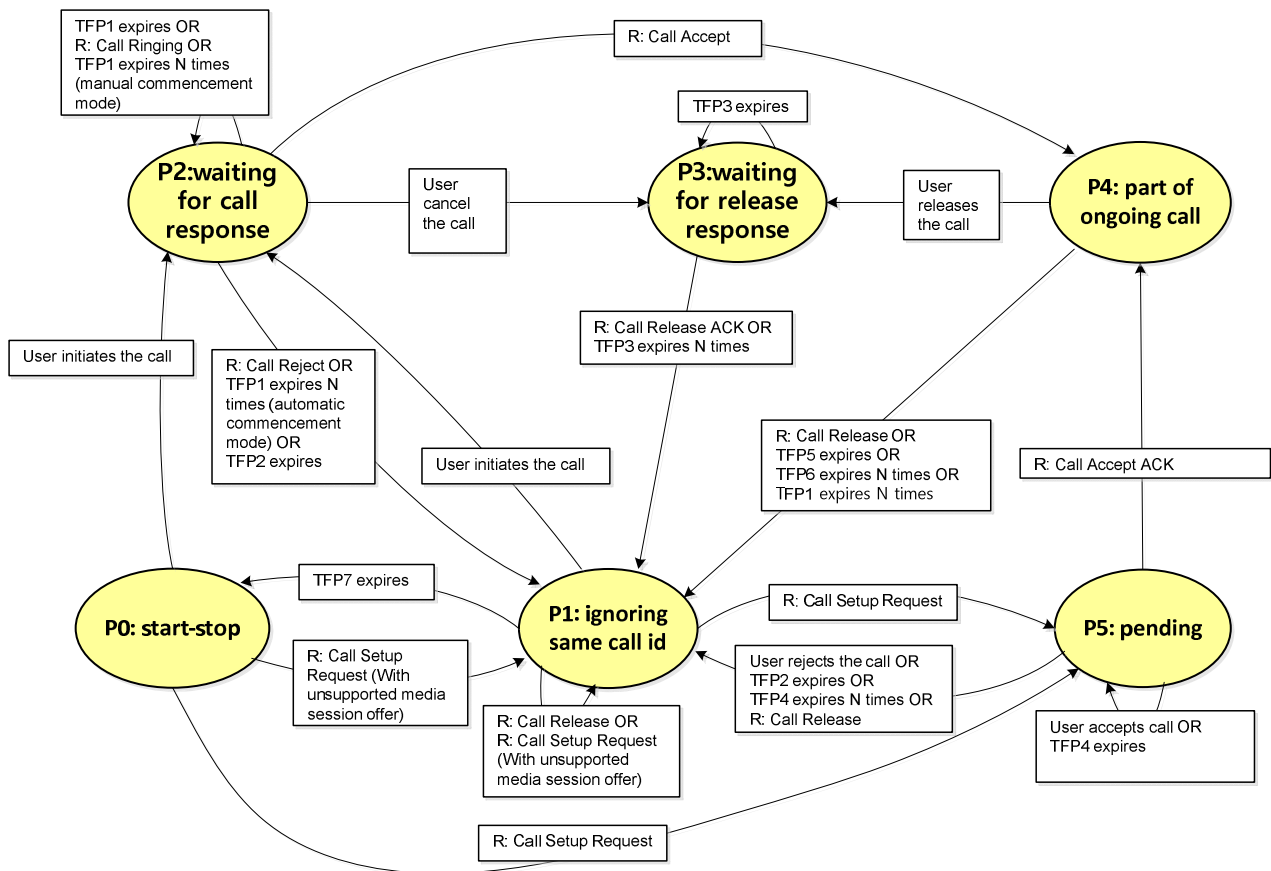 TFP1 expires OR
R: Call Ringing OR
TFP1 expires N times
(manual commencement
mode)
R: Call Accept
TFP3 expires
P2:waiting
for call
response
User
cancel
the call
P3:waiting
for release
response
User
releases
the call
P4: part of
ongoing call
User initiates the call
R: Call Reject OR
TFP1 expires N
times (automatic
commencement
mode) OR
TFP2 expires
R: Call Release ACK OR
TFP3 expires N times
User initiates the call
R: Call Release OR
TFP5 expires OR
TFP6 expires N times OR
TFP1 expires N times
R: Call Accept ACK
P0: start-stop
TFP7 expires
R: Call Setup
Request (With
unsupported media
session offer)
P1: ignoring
same call id
R: Call Release OR
R: Call Setup Request
(With unsupported
media session offer)
R: Call Setup Request
User rejects the call OR
TFP2 expires OR
TFP4 expires N times OR
R: Call Release
P5: pending
User accepts call OR
TFP4 expires
R: Call Setup Request